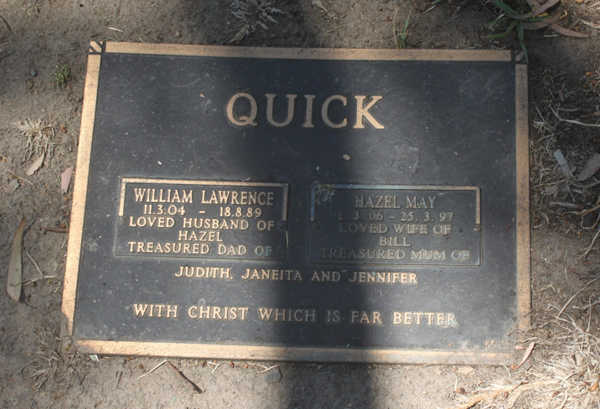 QUICK
WILLIAM LAWRENCE
11.3.04 - 18.8.89
LOVED HUSBAND OF
HAZEL
TREASURED DAD OF
HAZEL MAY
1.3.06 - 25.3.97
LOVED WIFE OF
BILL
TREASURED MUM OF
JUDITH, JANEITA AND JENNIFER
WITH CHRIST WHICH IS FAR BETTER